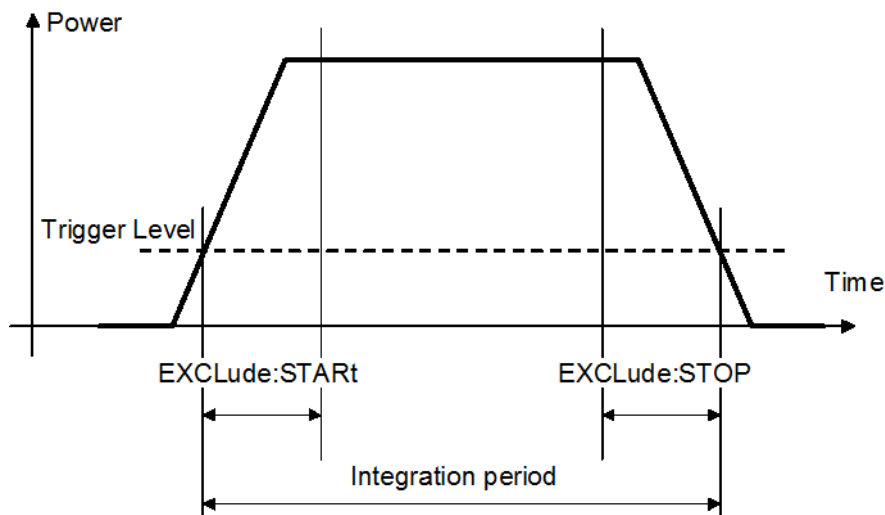 Power
Trigger Level
Time
EXCLude:STARt
EXCLude:STOP
Integration period